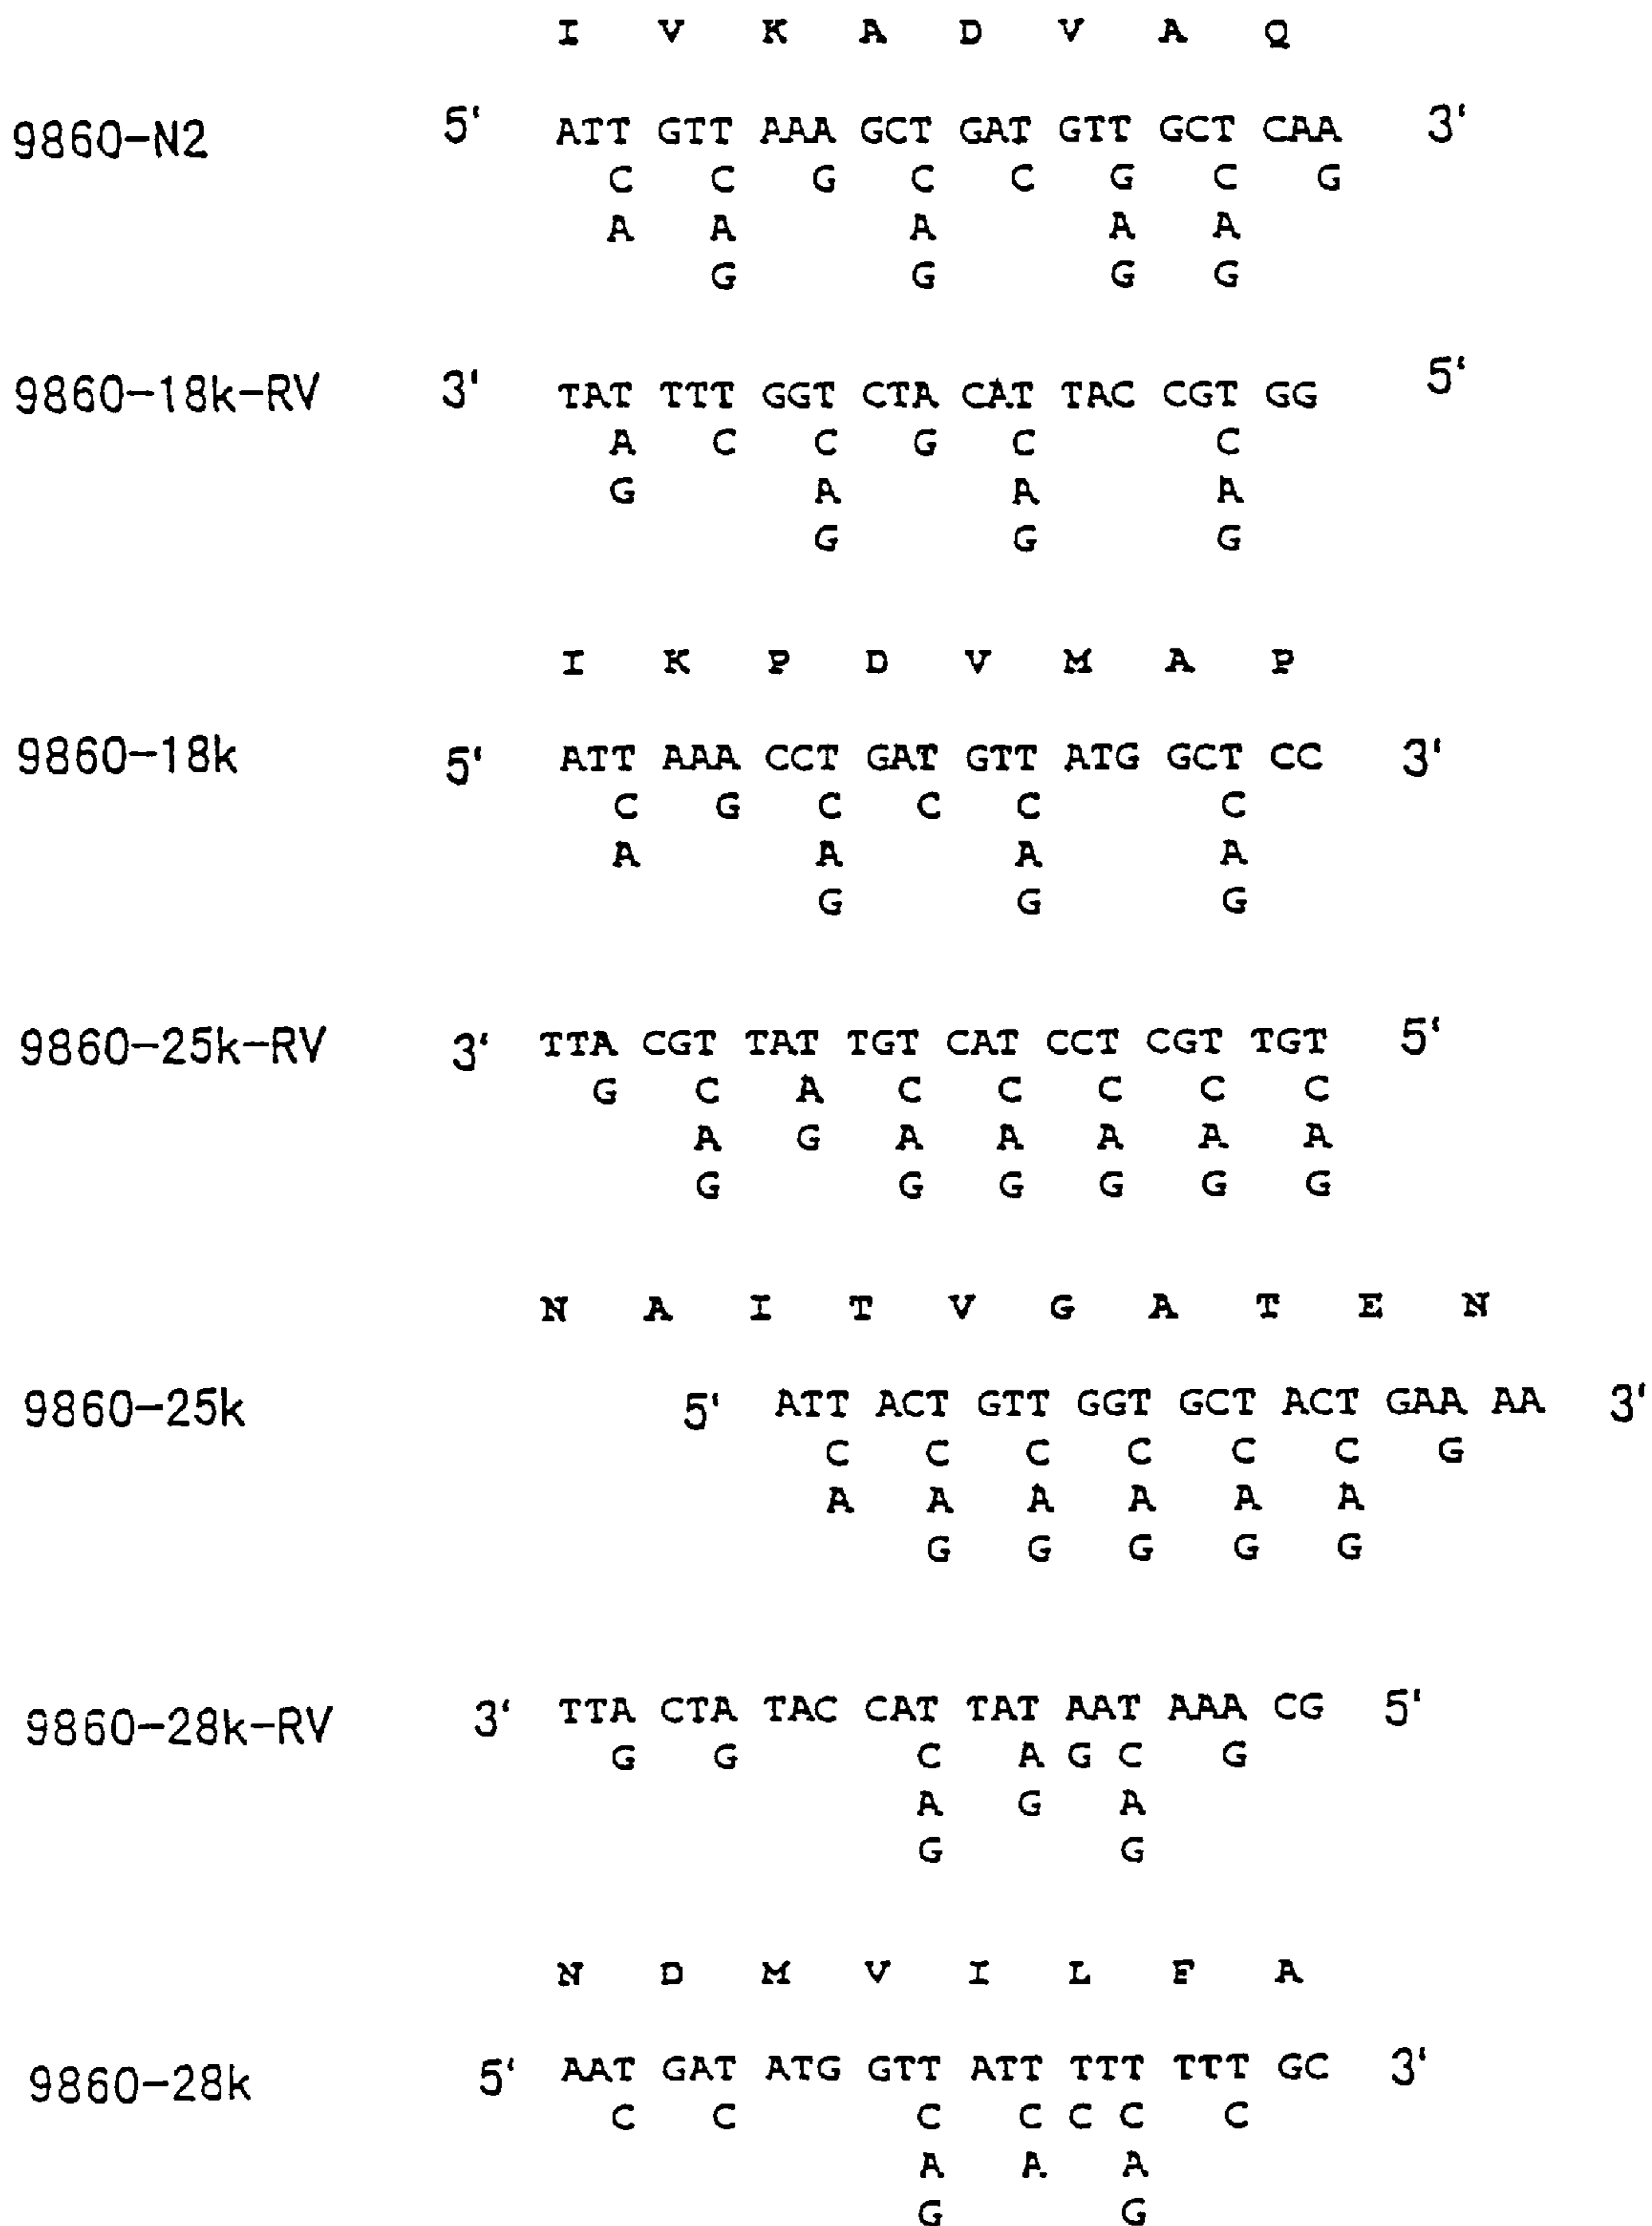 I V K A D V A Q
9860-N2 5' ATT GTT AAA GCT GAT GTT GCT CAA 3'
C C G C C G C G
A A A A A
G G G G
9860-18k-RV 3' TAT TTT GGT CTA CAT TAC CGT GG 5'
A C C G C C
G A A A
G G G
I K P D V M A P
9860-18k 5' ATT AAA CCT GAT GTT ATG GCT CC 3'
C G C C C C
A A A A
G G G
9860-25k-RV 3' TTA CGT TAT TGT CAT CCT CGT TGT 5'
G C A C C C C C
A G A A A A A
G G G G G G
N A I T V G A T E N
9860-25k 5' ATT ACT GTT GGT GCT ACT GAA AA 3'
C C C C C C G
A A A A A A
G G G G G
9860-28k-RV 3' TTA CTA TAC CAT TAT AAT AAA CG 5'
G G C A G C G
A G A
G G
N D M V I L F A
9860-28k 5' AAT GAT ATG GTT ATT TTT TTT GC 3'
C C C C C C C
A A A
G G